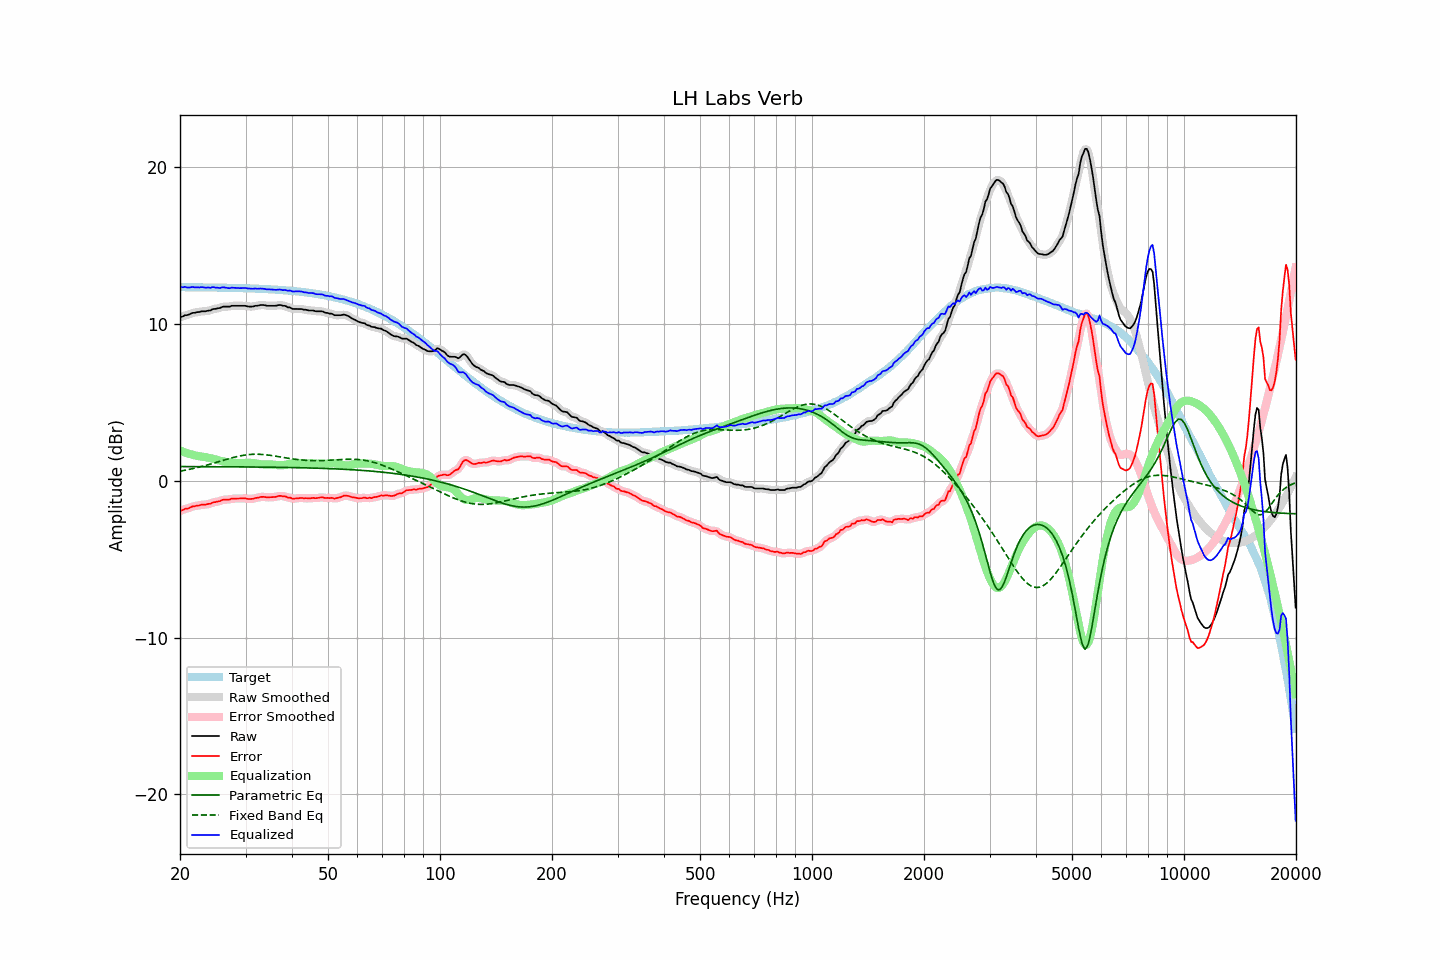 LH Labs Verb
Amplitude (dBr)
20
10
0
−10
−20
Target
Raw Smoothed
Error Smoothed
Raw
Error
Equalization
Parametric Eq
Fixed Band Eq
Equalized
20 50 100 200 500 1000 2000 5000 10000 20000
Frequency (Hz)